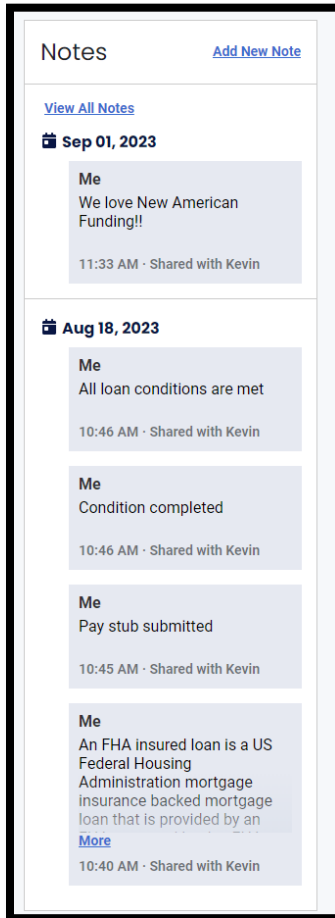 Notes
Add New Note
View All Notes
Sep 01, 2023
Me
We love New American
Funding!!
11:33 AM · Shared with Kevin
Aug 18, 2023
Me
All loan conditions are met
10:46 AM · Shared with Kevin
Me
Condition completed
10:46 AM · Shared with Kevin
Me
Pay stub submitted
10:45 AM · Shared with Kevin
Me
An FHA insured loan is a US
Federal Housing
Administration mortgage
insurance backed mortgage
loan that is provided by an
More
10:40 AM · Shared with Kevin